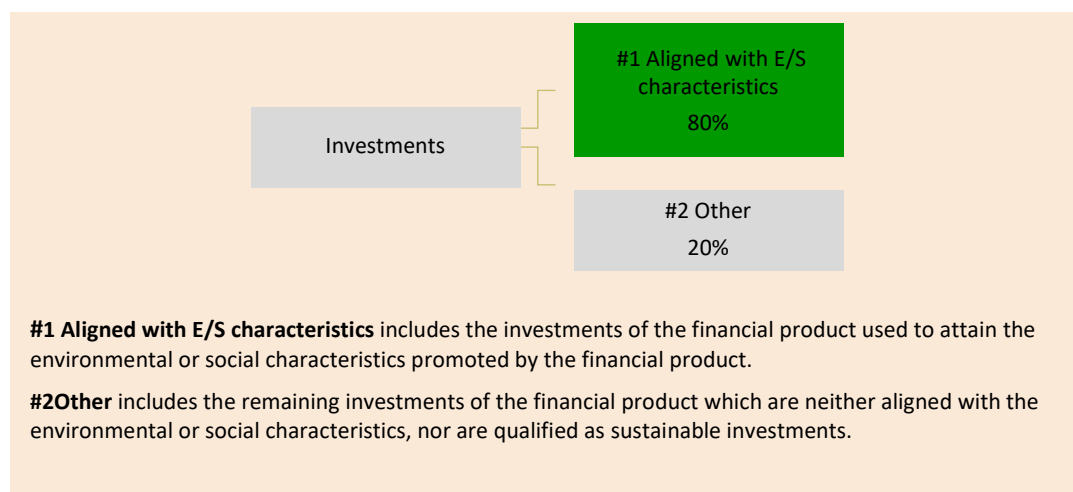 #1 Aligned with E/S
characteristics
80%
Investments
#2 Other
20%
#1 Aligned with E/S characteristics includes the investments of the financial product used to attain the
environmental or social characteristics promoted by the financial product.
#2Other includes the remaining investments of the financial product which are neither aligned with the
environmental or social characteristics, nor are qualified as sustainable investments.